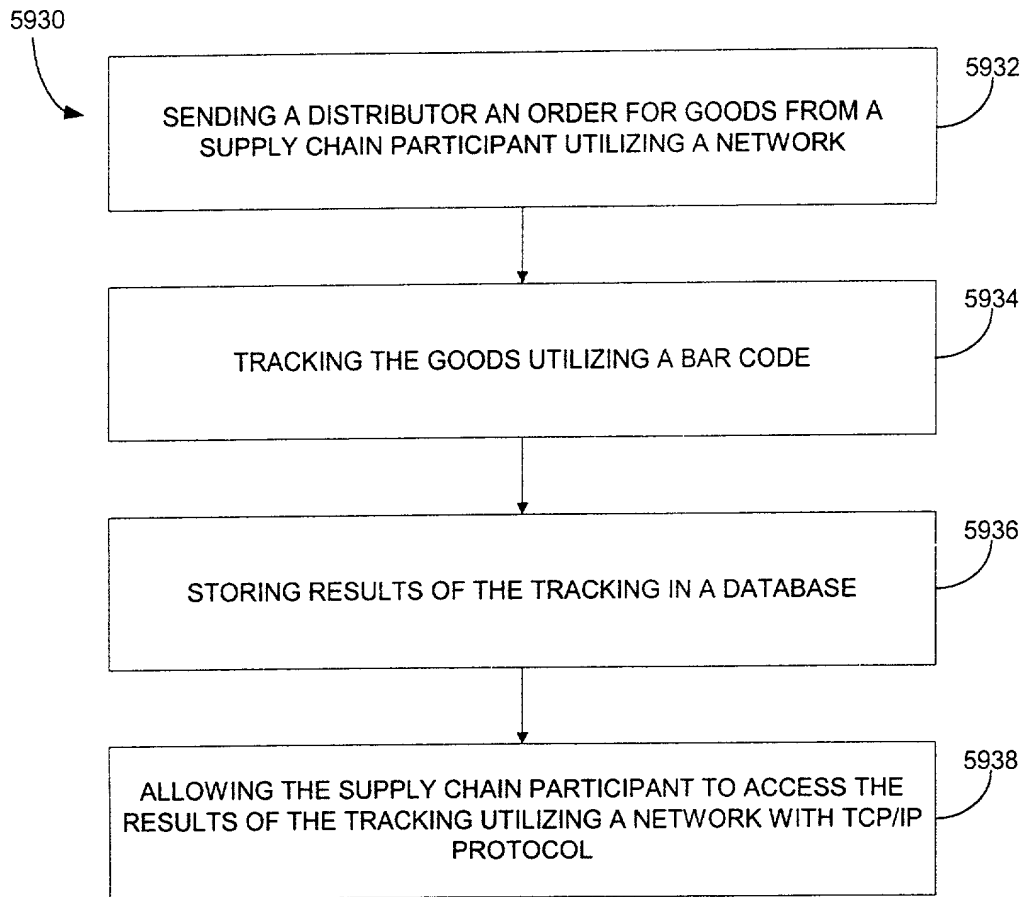 5930
5932
SENDING A DISTRIBUTOR AN ORDER FOR GOODS FROM A
SUPPLY CHAIN PARTICIPANT UTILIZING A NETWORK
5934
TRACKING THE GOODS UTILIZING A BAR CODE
5936
STORING RESULTS OF THE TRACKING IN A DATABASE
5938
ALLOWING THE SUPPLY CHAIN PARTICIPANT TO ACCESS THE
RESULTS OF THE TRACKING UTILIZING A NETWORK WITH TCP/IP
PROTOCOL